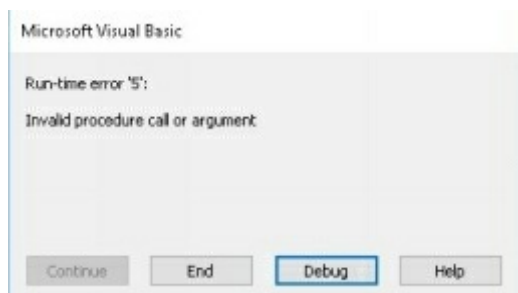 Microsoft Visual Basic
Run-time error '5':
Invalid procedure call or argument
Continue End Debug Help